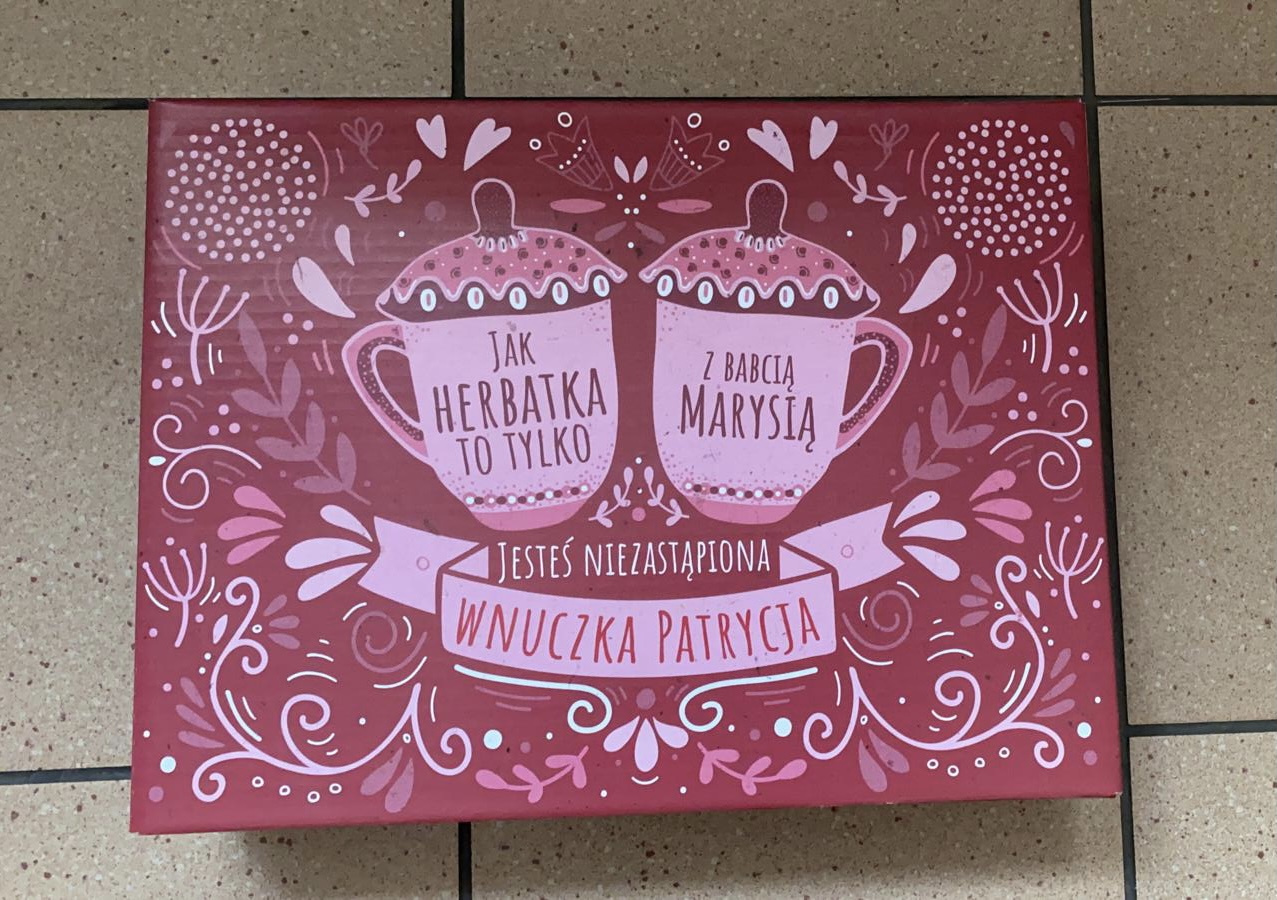 Jak
herbatka
to tylko
z babcią
Marysią
Jesteś niezastąpiona
wnuczka Patrycja